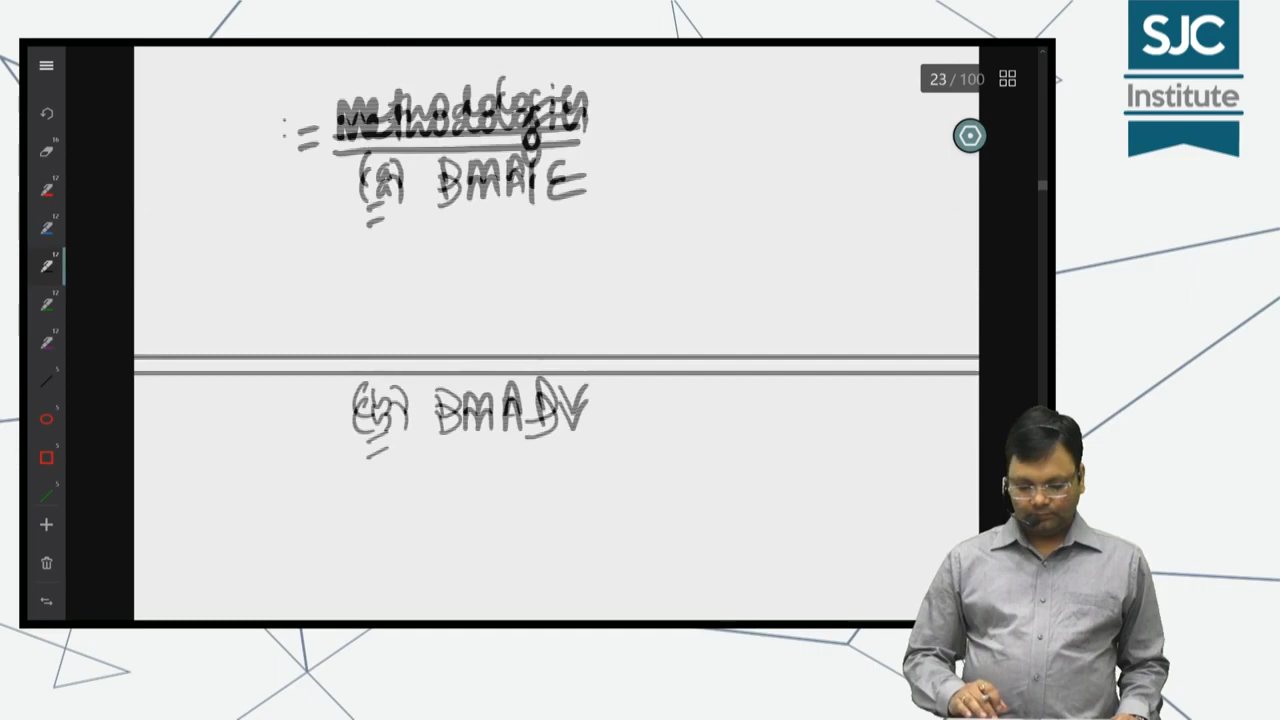 SJC
Institute
23 / 100
= Methodologies
(a) DMAIC
(b) DMADV